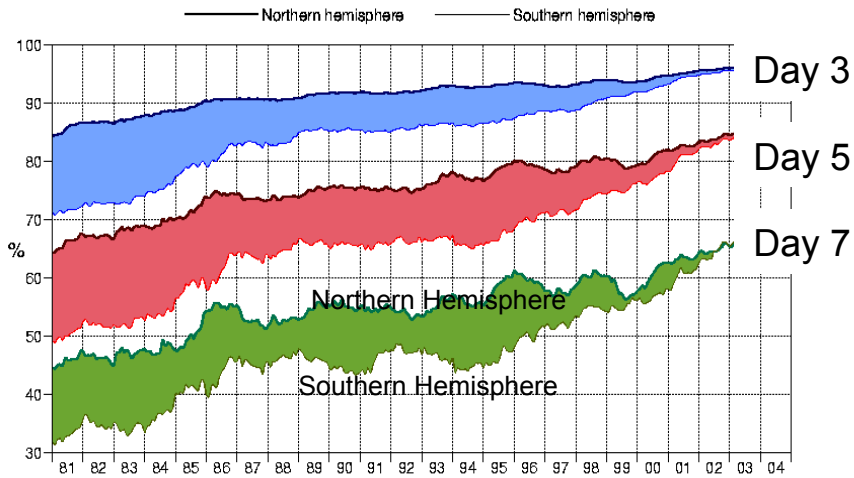 Northern hemisphere Southern hemisphere
100
90
80
70
%
60
50
40
30
Day 3
Day 5
Day 7
Northern Hemisphere
Southern Hemisphere
81 82 83 84 85 86 87 88 89 90 91 92 93 94 95 96 97 98 99 00 01 02 03 04